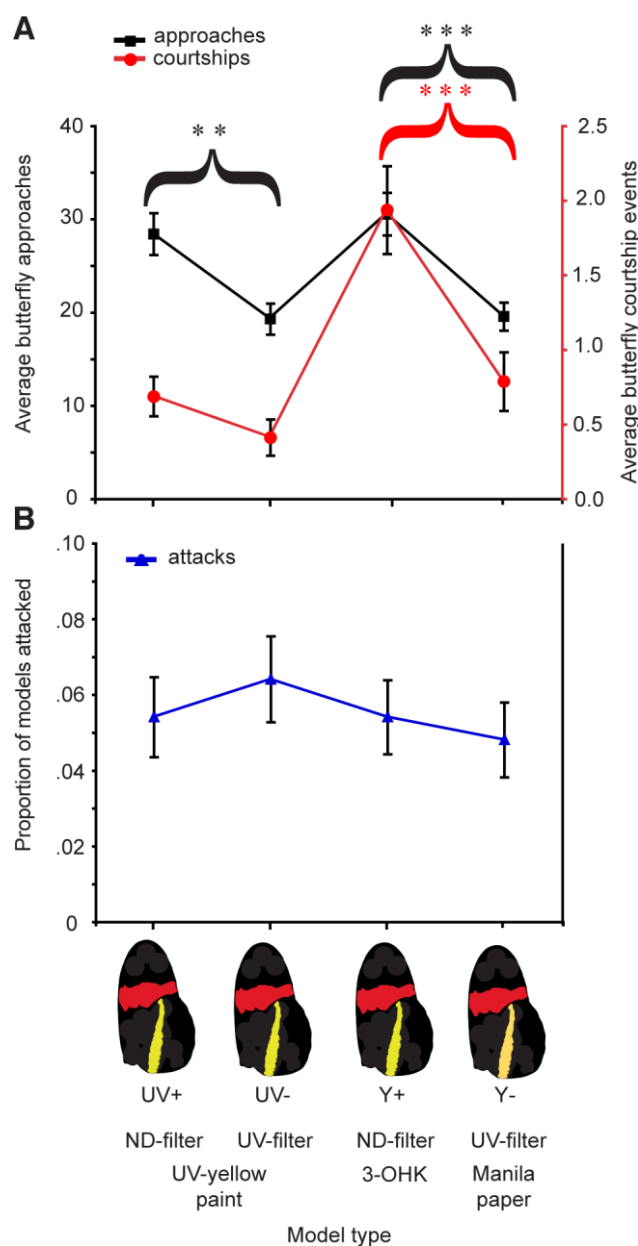 A
approaches
courtships
* * *
* * *
* *
40
30
20
10
0
Average butterfly approaches
2.5
2.0
1.5
1.0
0.5
0.0
Average butterfly courtship events
B
attacks
.10
.08
.06
.04
.02
0
Proportion of models attacked
UV+ UV- Y+ Y-
ND-filter UV-filter ND-filter UV-filter
UV-yellow 3-OHK Manila
paint paper
Model type